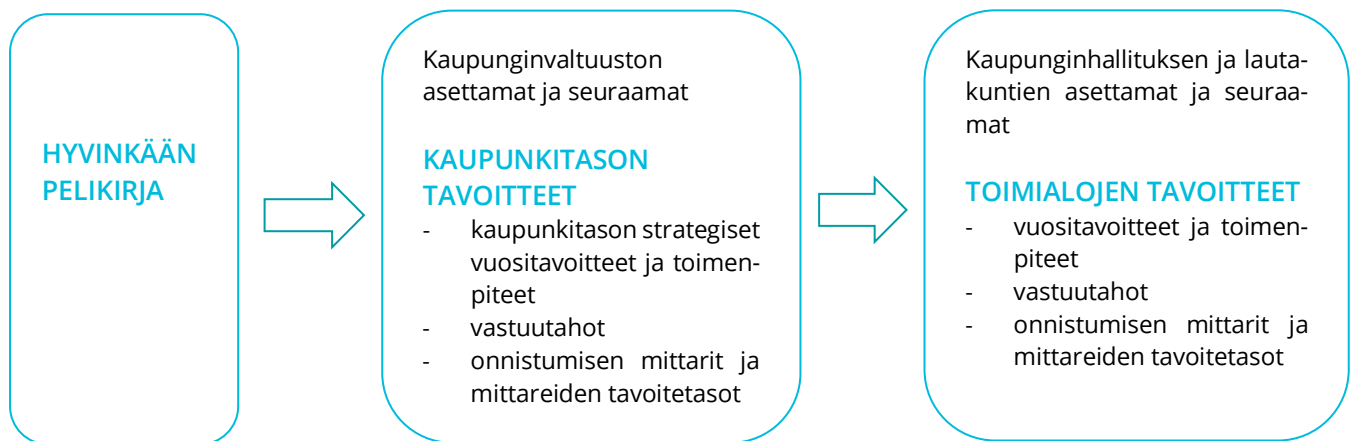 HYVINKÄÄN
PELIKIRJA
Kaupunginvaltuuston
asettamat ja seuraamat
KAUPUNKITASON
TAVOITTEET
- kaupunkitason strategiset
vuositavoitteet ja toimen-
piteet
- vastuutahot
- onnistumisen mittarit ja
mittareiden tavoitetasot
Kaupunginhallituksen ja lauta-
kuntien asettamat ja seuraa-
mat
TOIMIALOJEN TAVOITTEET
- vuositavoitteet ja toimen-
piteet
- vastuutahot
- onnistumisen mittarit ja
mittareiden tavoitetasot